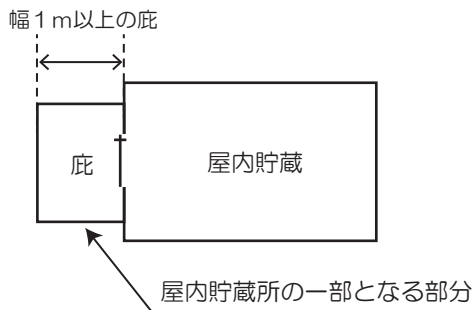 幅１ｍ以上の庇
庇
屋内貯蔵
屋内貯蔵所の一部となる部分